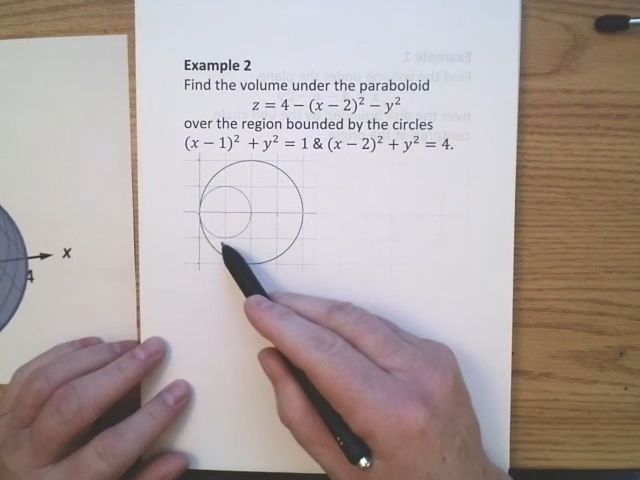 Example 2
Find the volume under the paraboloid
z = 4 − (x − 2)² − y²
over the region bounded by the circles
(x − 1)² + y² = 1 & (x − 2)² + y² = 4.
x
4